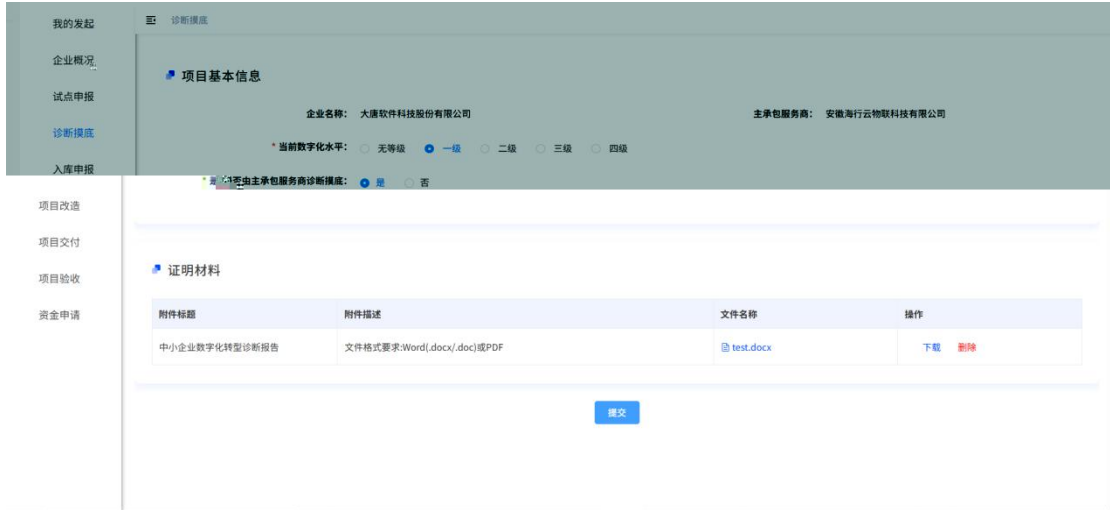 我的发起
企业概况
试点申报
诊断摸底
入库申报
项目改造
项目交付
项目验收
资金申请
诊断摸底
项目基本信息
企业名称： 大唐软件科技股份有限公司 主承包服务商： 安徽海行云物联科技有限公司
* 当前数字化水平： 无等级 一级 二级 三级 四级
否由主承包服务商诊断摸底： 是 否
证明材料
附件标题 附件描述 文件名称 操作
中小企业数字化转型诊断报告 文件格式要求:Word(.docx/.doc)或PDF test.docx 下载 删除
提交